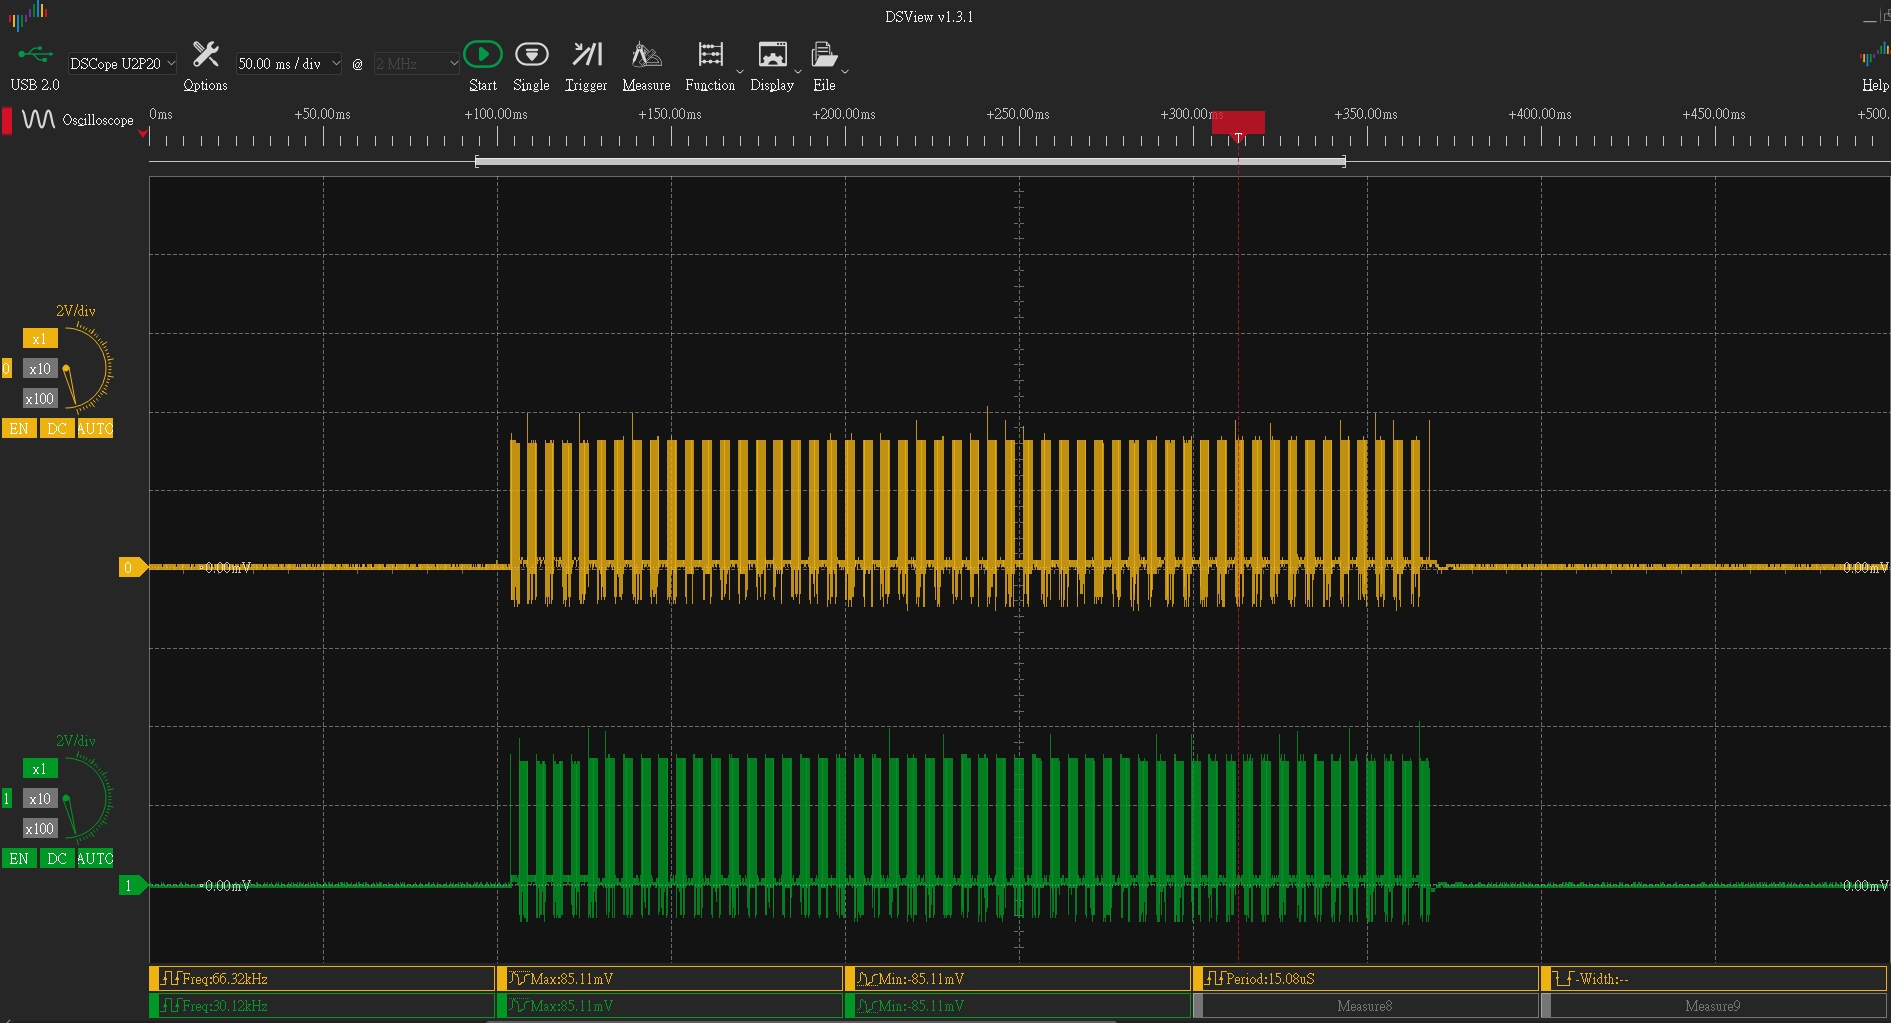 DSView v1.3.1
USB 2.0
DSCope U2P20
Options
50.00 ms / div
@
2 MHz
Start
Single
Trigger
Measure
Function
Display
File
Help
Oscilloscope
0ms +50.00ms +100.00ms +150.00ms +200.00ms +250.00ms +300.00ms +350.00ms +400.00ms +450.00ms +500.
T
2V/div
x1
0 x10
x100
EN DC AUTO
0 0.00mV 0.00mV
2V/div
x1
1 x10
x100
EN DC AUTO
1 0.00mV 0.00mV
Freq:66.32kHz Max:85.11mV Min:-85.11mV Period:15.08uS -Width:--
Freq:30.12kHz Max:85.11mV Min:-85.11mV Measure8 Measure9